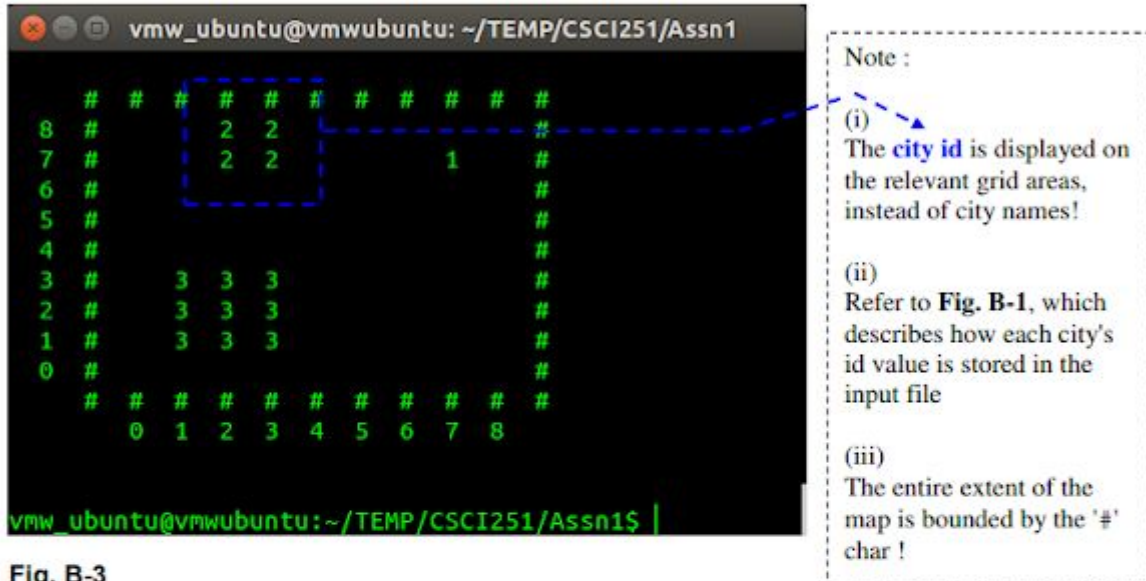 vmw_ubuntu@vmwubuntu: ~/TEMP/CSCI251/Assn1
# # # # # # # # # # #
8 # 2 2 #
7 # 2 2 1 #
6 # #
5 # #
4 # #
3 # 3 3 3 #
2 # 3 3 3 #
1 # 3 3 3 #
0 # #
# # # # # # # # # # #
0 1 2 3 4 5 6 7 8
vmw_ubuntu@vmwubuntu:~/TEMP/CSCI251/Assn1$
Fig. B-3
Note :
(i)
The city id is displayed on
the relevant grid areas,
instead of city names!
(ii)
Refer to Fig. B-1, which
describes how each city's
id value is stored in the
input file
(iii)
The entire extent of the
map is bounded by the '#'
char !